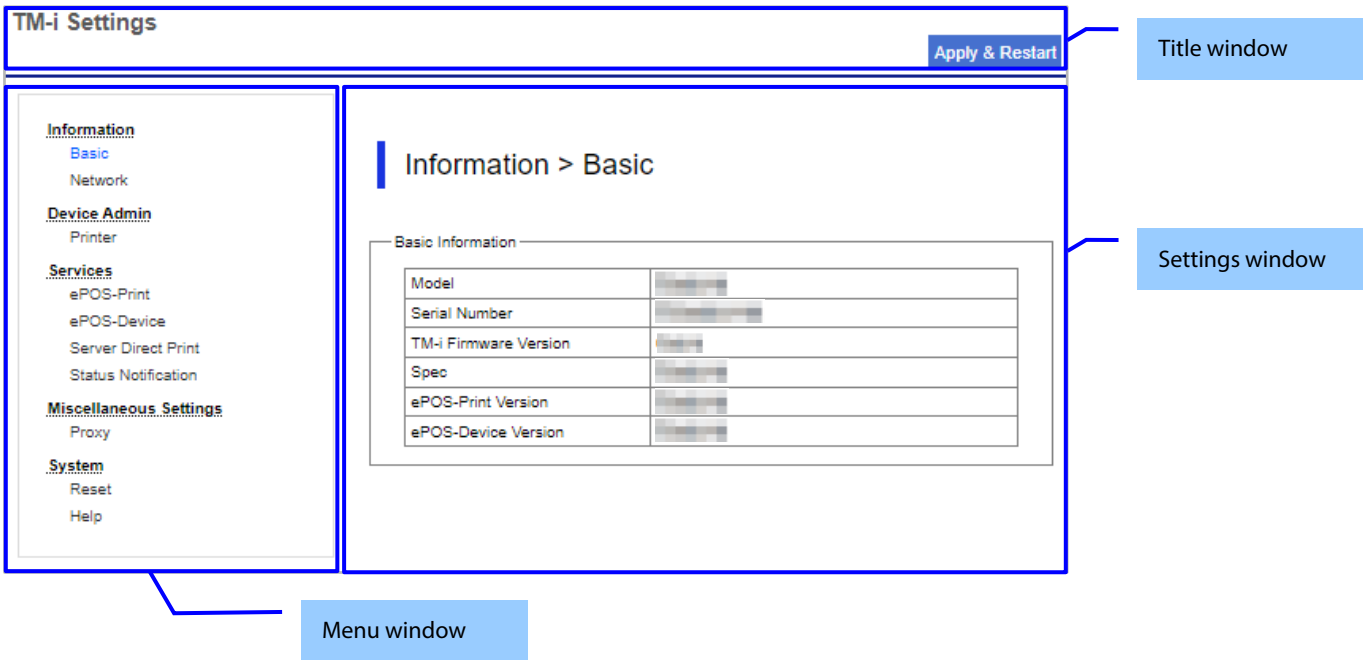 TM-i Settings
Apply & Restart
Title window
Information
Basic
Network
Device Admin
Printer
Services
ePOS-Print
ePOS-Device
Server Direct Print
Status Notification
Miscellaneous Settings
Proxy
System
Reset
Help
Information > Basic
Basic Information
Model
Serial Number
TM-i Firmware Version
Spec
ePOS-Print Version
ePOS-Device Version
Settings window
Menu window